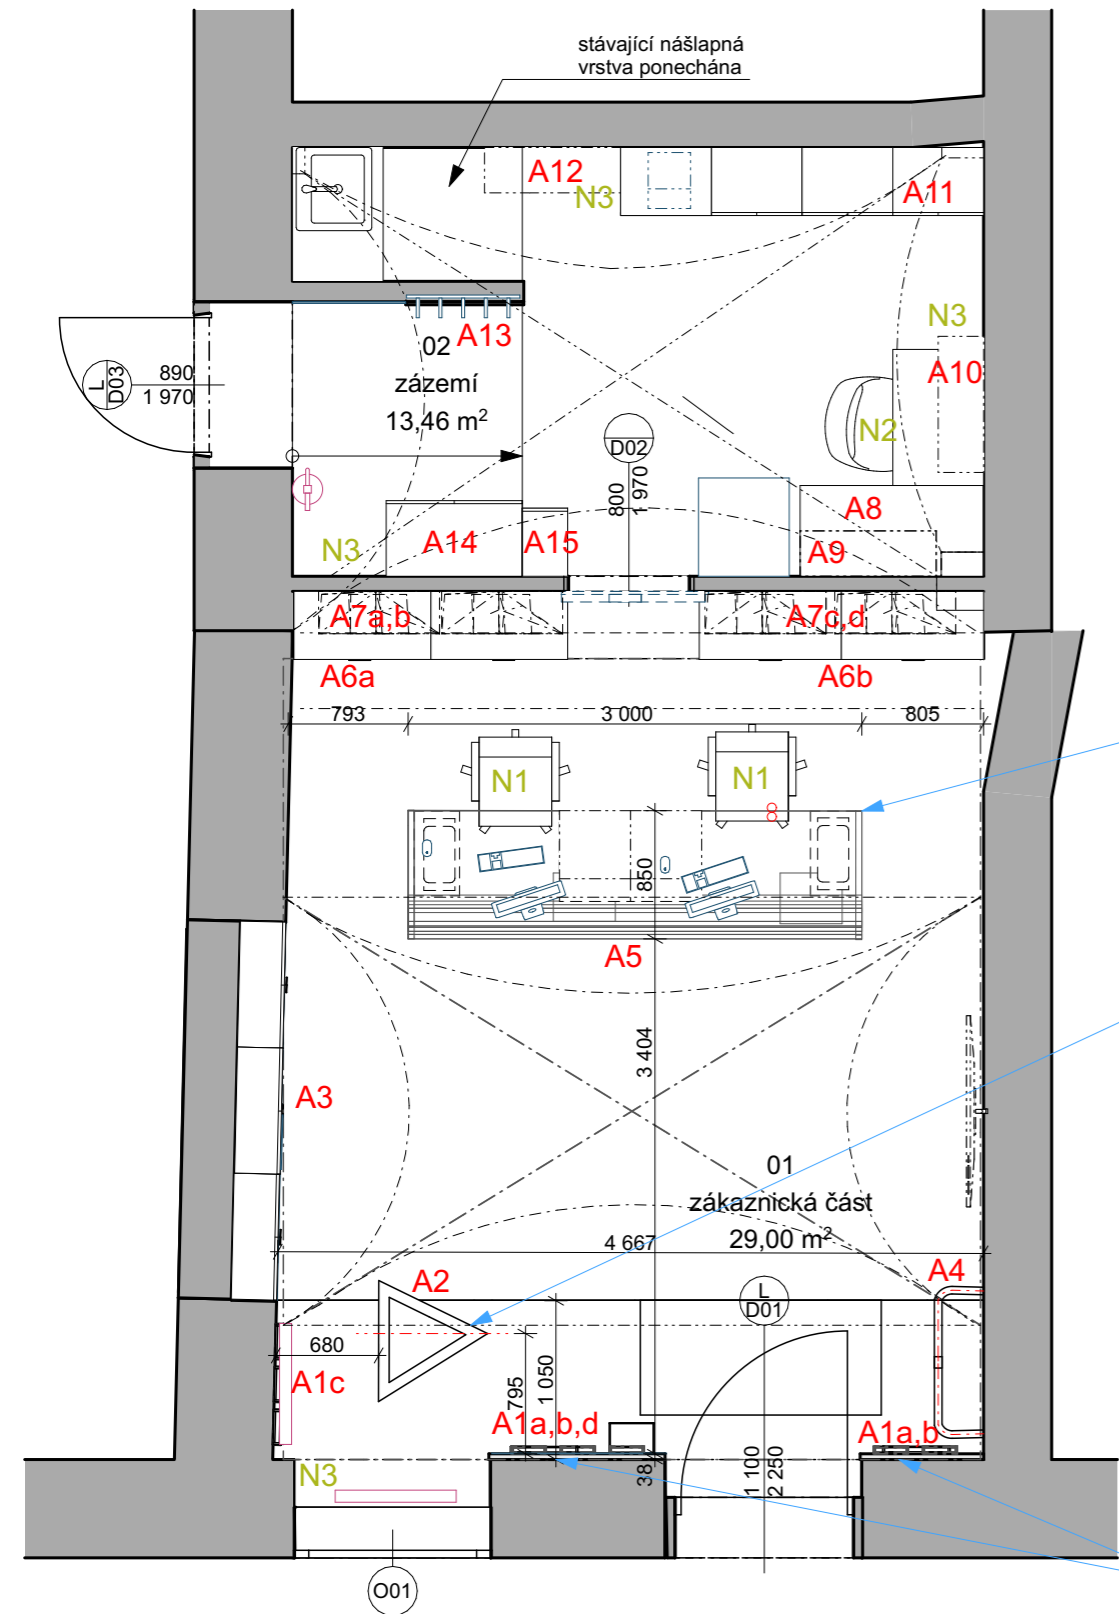 stávající nášlapná
vrstva ponechána
A12
N3
A11
A13
02
zázemí
13,46 m²
L
D03
890
1 970
N3
A10
N2
D02
800
1 970
A8
A9
N3
A14
A15
A7a,b
A7c,d
A6a
A6b
793
3 000
805
N1
N1
850
A5
3 404
A3
01
zákaznická část
29,00 m²
4 667
A2
A4
L
D01
680
A1c
795
1 050
A1a,b,d
A1a,b
38
1 100
2 250
N3
O01